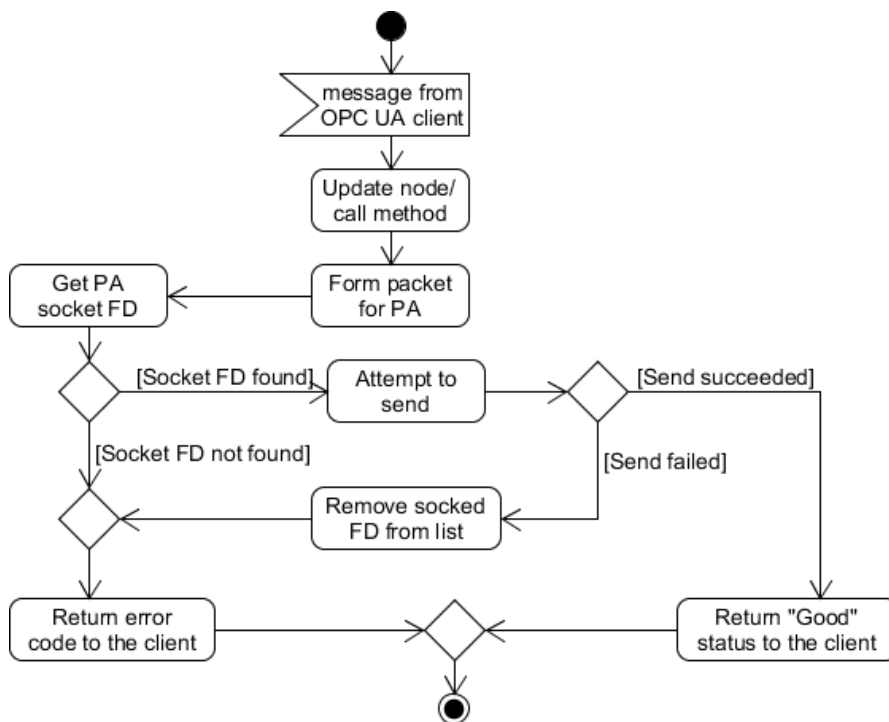 message from
OPC UA client
Update node/
call method
Get PA
socket FD
Form packet
for PA
[Socket FD found]
Attempt to
send
[Send succeeded]
[Socket FD not found]
[Send failed]
Remove socked
FD from list
Return error
code to the client
Return "Good"
status to the client